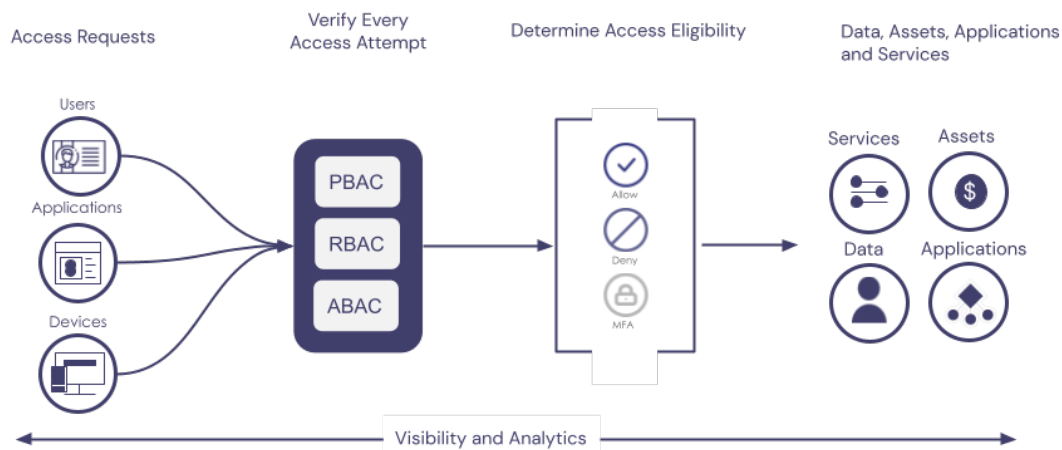 Access Requests
Verify Every
Access Attempt
Determine Access Eligibility
Data, Assets, Applications
and Services
Users
Applications
Devices
PBAC
RBAC
ABAC
Allow
Deny
MFA
Services
Assets
$
Data
Applications
Visibility and Analytics